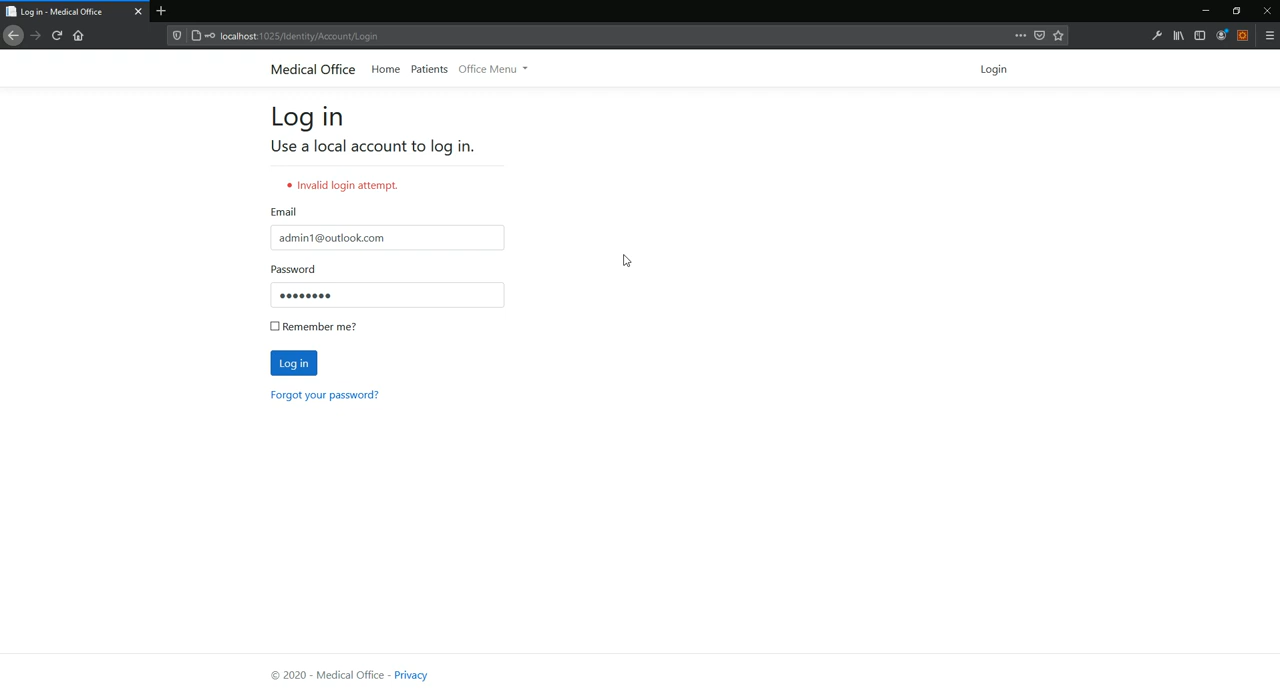 Log in - Medical Office
localhost:1025/Identity/Account/Login
Medical Office Home Patients Office Menu Login
Log in
Use a local account to log in.
Invalid login attempt.
Email
admin1@outlook.com
Password
Remember me?
Log in
Forgot your password?
© 2020 - Medical Office - Privacy